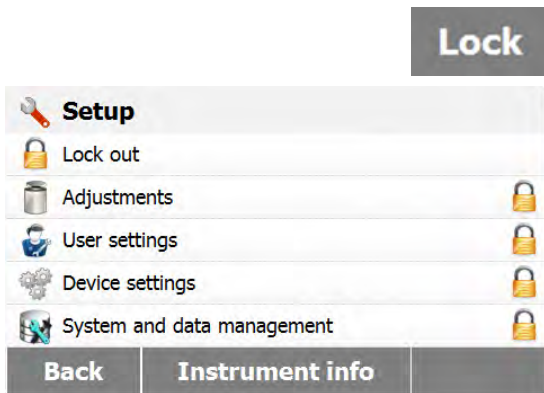 Lock
Setup
Lock out
Adjustments
User settings
Device settings
System and data management
Back Instrument info